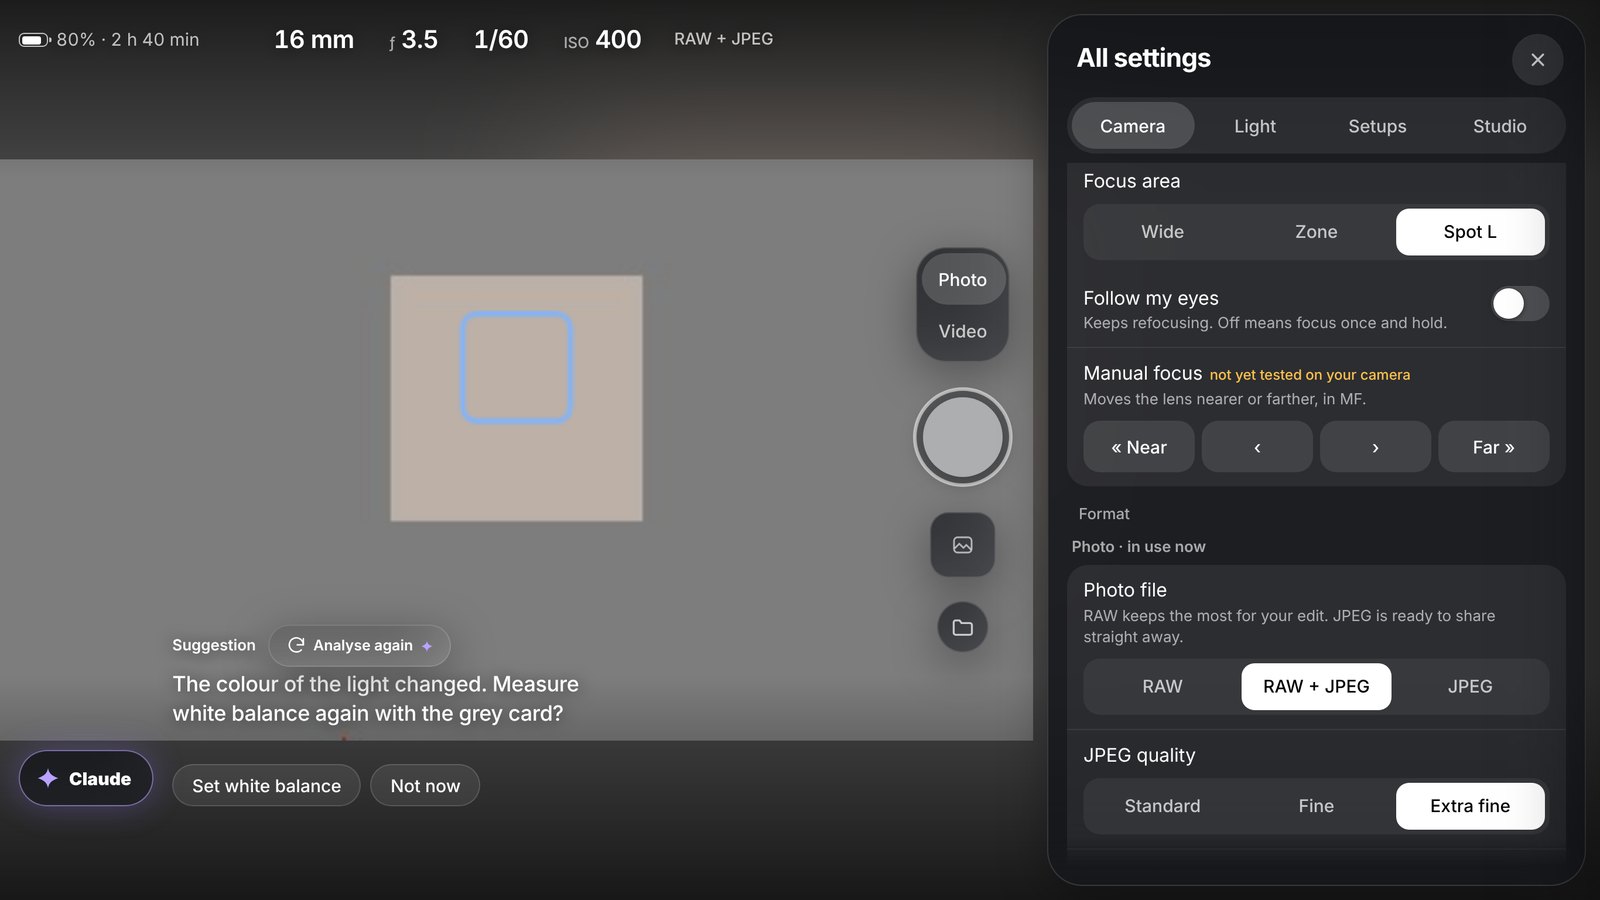 80% · 2 h 40 min
16 mm
ƒ 3.5
1/60
ISO 400
RAW + JPEG
Suggestion
Analyse again
The colour of the light changed. Measure
white balance again with the grey card?
Claude
Set white balance
Not now
Photo
Video
All settings
Camera
Light
Setups
Studio
Focus area
Wide
Zone
Spot L
Follow my eyes
Keeps refocusing. Off means focus once and hold.
Manual focus not yet tested on your camera
Moves the lens nearer or farther, in MF.
« Near
‹
›
Far »
Format
Photo · in use now
Photo file
RAW keeps the most for your edit. JPEG is ready to share
straight away.
RAW
RAW + JPEG
JPEG
JPEG quality
Standard
Fine
Extra fine